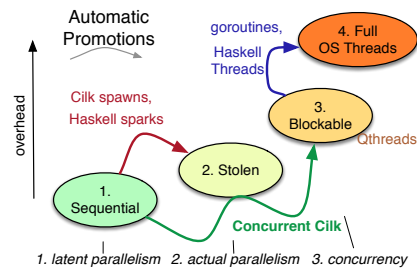 Automatic
Promotions
goroutines,
Haskell
Threads
4. Full
OS Threads
Cilk spawns,
Haskell sparks
3.
Blockable
Qthreads
overhead
2. Stolen
1.
Sequential
Concurrent Cilk
1. latent parallelism
2. actual parallelism
3. concurrency